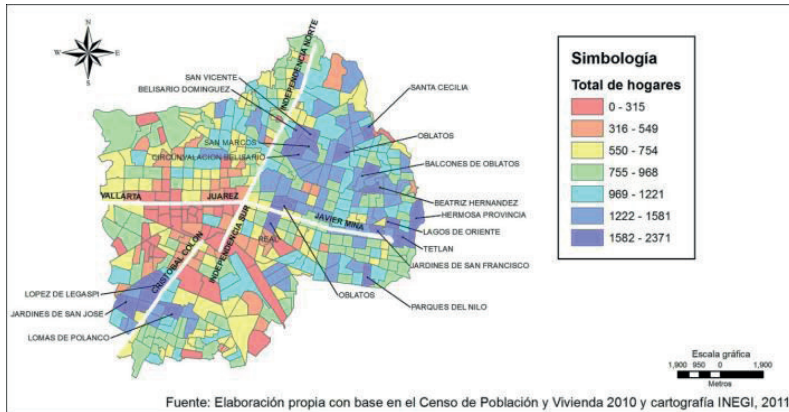 N
W E
S
INDEPENDENCIA NORTE
SAN VICENTE
BELISARIO DOMINGUEZ
SANTA CECILIA
OBLATOS
SAN MARCOS
CIRCUNVALACION BELISARIO
BALCONES DE OBLATOS
BEATRIZ HERNANDEZ
VALLARTA
JUAREZ
HERMOSA PROVINCIA
JAVIER MINA
LAGOS DE ORIENTE
REAL
TETLAN
INDEPENDENCIA SUR
CRISTOBAL COLON
JARDINES DE SAN FRANCISCO
LOPEZ DE LEGASPI
OBLATOS
PARQUES DEL NILO
JARDINES DE SAN JOSE
LOMAS DE POLANCO
Simbología
Total de hogares
0 - 315
316 - 549
550 - 754
755 - 968
969 - 1221
1222 - 1581
1582 - 2371
Escala gráfica
1,900 950 0 1,900
Metros
Fuente: Elaboración propia con base en el Censo de Población y Vivienda 2010 y cartografía INEGI, 2011